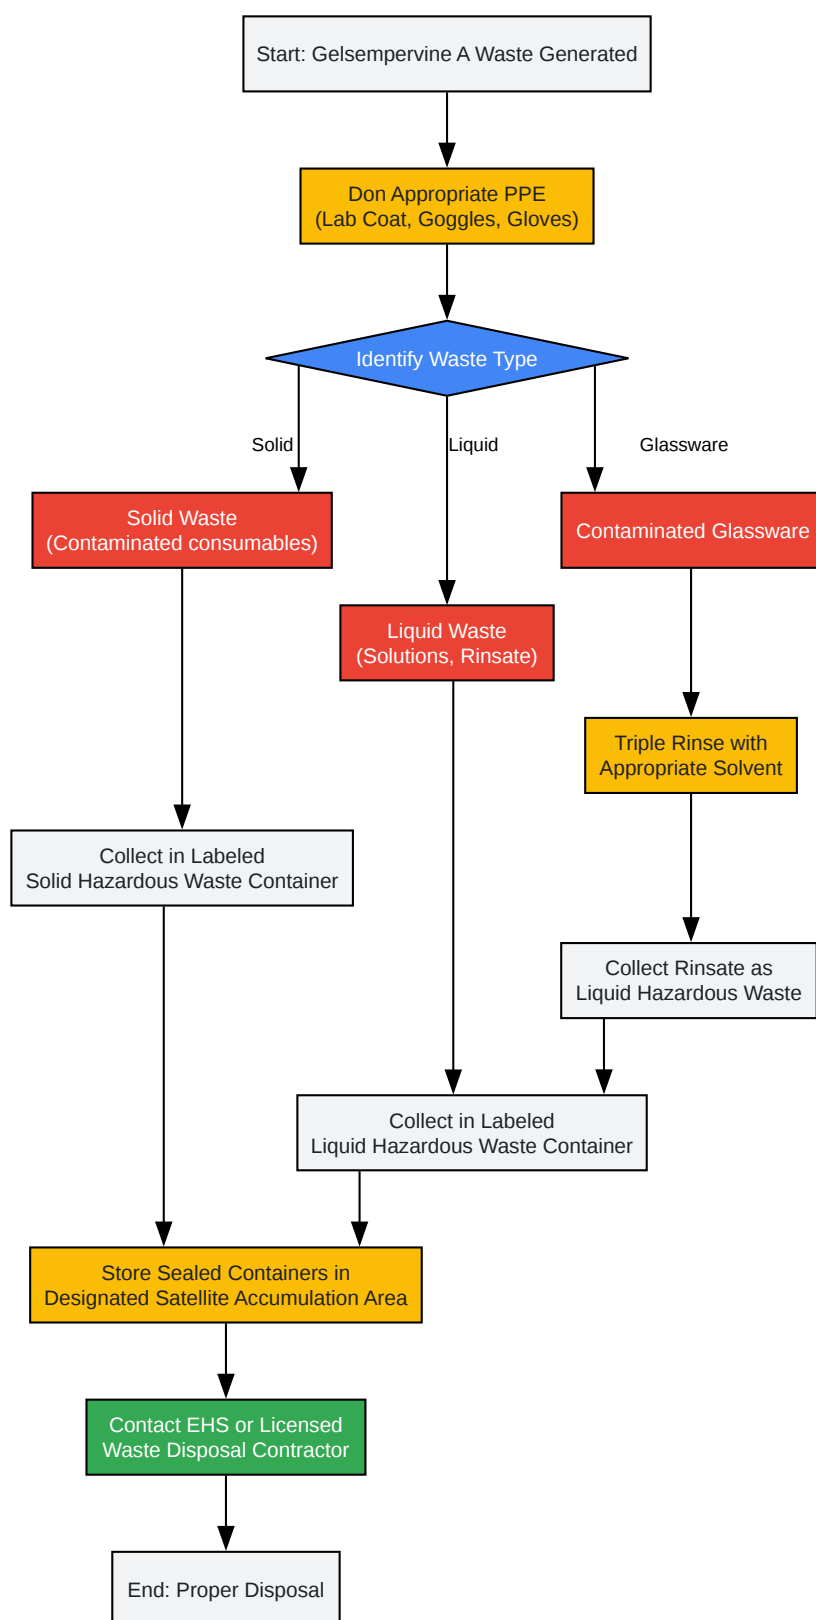 Start: Gelsempervine A Waste Generated
Don Appropriate PPE
(Lab Coat, Goggles, Gloves)
Identify Waste Type
Solid
Liquid
Glassware
Solid Waste
(Contaminated consumables)
Contaminated Glassware
Liquid Waste
(Solutions, Rinsate)
Triple Rinse with
Appropriate Solvent
Collect in Labeled
Solid Hazardous Waste Container
Collect Rinsate as
Liquid Hazardous Waste
Collect in Labeled
Liquid Hazardous Waste Container
Store Sealed Containers in
Designated Satellite Accumulation Area
Contact EHS or Licensed
Waste Disposal Contractor
End: Proper Disposal